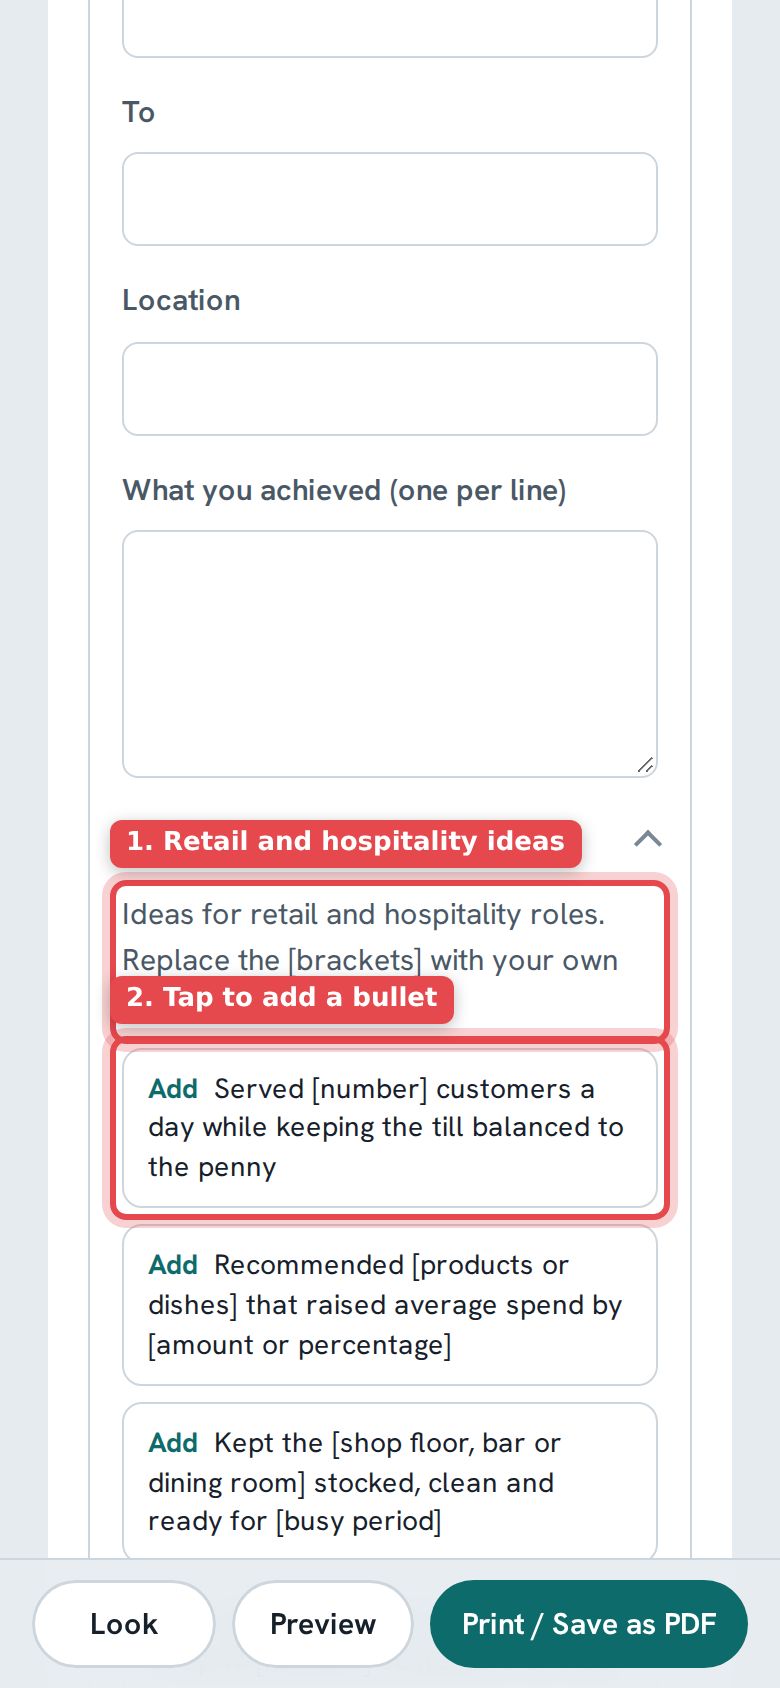 To
Location
What you achieved (one per line)
1. Retail and hospitality ideas
Ideas for retail and hospitality roles.
Replace the [brackets] with your own
2. Tap to add a bullet
Add Served [number] customers a
day while keeping the till balanced to
the penny
Add Recommended [products or
dishes] that raised average spend by
[amount or percentage]
Add Kept the [shop floor, bar or
dining room] stocked, clean and
ready for [busy period]
Look Preview Print / Save as PDF